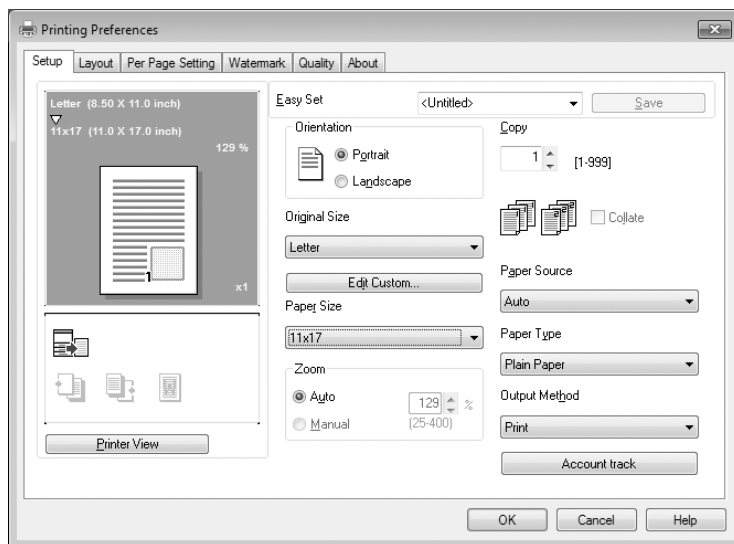 Printing Preferences
Setup Layout Per Page Setting Watermark Quality About
Letter (8.50 X 11.0 inch)
11x17 (11.0 X 17.0 inch)
129 %
1
x1
Printer View
Easy Set <Untitled> Save
Orientation
Portrait
Landscape
Original Size
Letter
Edit Custom...
Paper Size
11x17
Zoom
Auto
129 %
Manual (25-400)
Copy
1 [1-999]
Collate
Paper Source
Auto
Paper Type
Plain Paper
Output Method
Print
Account track
OK Cancel Help